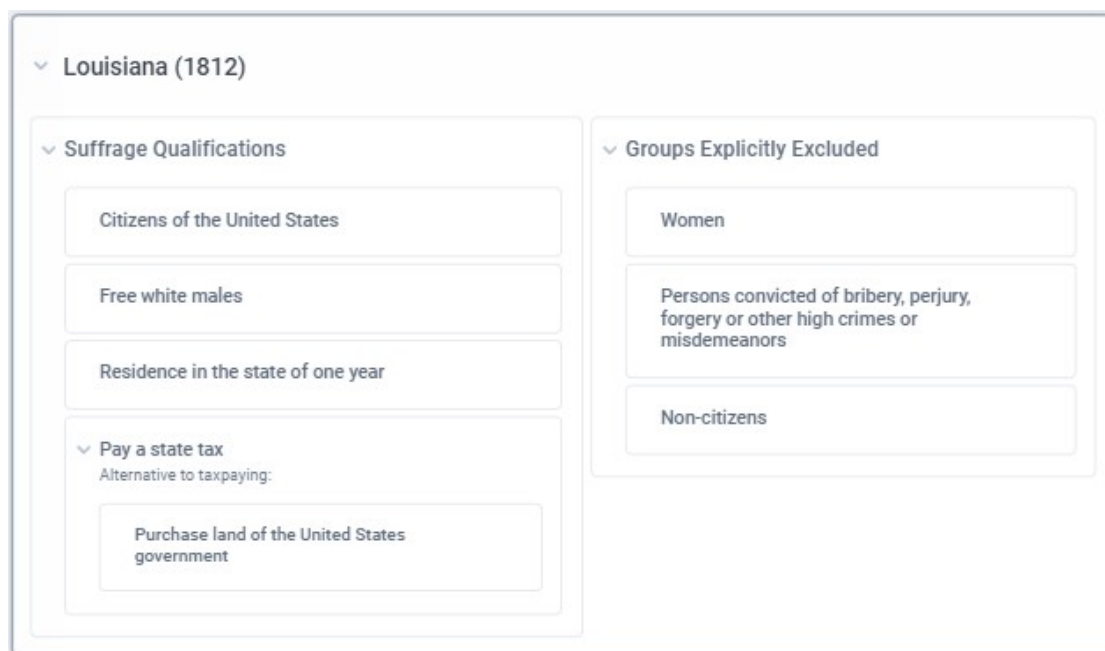 Louisiana (1812)
Suffrage Qualifications
Citizens of the United States
Free white males
Residence in the state of one year
Pay a state tax
Alternative to taxpaying:
Purchase land of the United States
government
Groups Explicitly Excluded
Women
Persons convicted of bribery, perjury,
forgery or other high crimes or
misdemeanors
Non-citizens